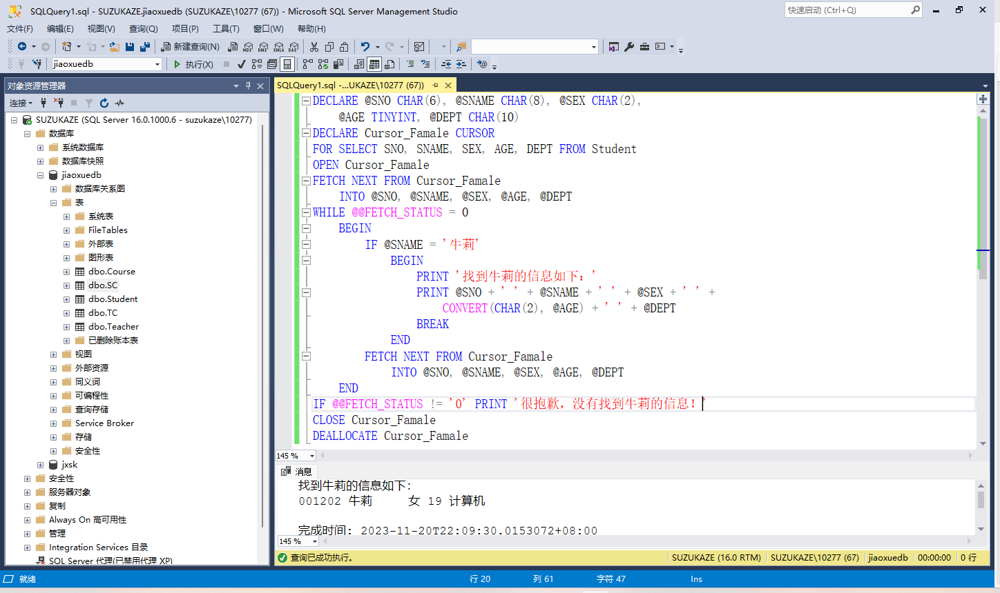 SQLQuery1.sql - SUZUKAZE.jiaoxuedb (SUZUKAZE\10277 (67)) - Microsoft SQL Server Management Studio
快速启动 (Ctrl+Q)
文件(F) 编辑(E) 视图(V) 查询(Q) 项目(P) 工具(T) 窗口(W) 帮助(H)
新建查询(N) MDX DMX XMLA DAX
jiaoxuedb 执行(X)
对象资源管理器
连接
SUZUKAZE (SQL Server 16.0.1000.6 - suzukaze\10277)
数据库
系统数据库
数据库快照
jiaoxuedb
数据库关系图
表
系统表
FileTables
外部表
图形表
dbo.Course
dbo.SC
dbo.Student
dbo.TC
dbo.Teacher
已删除账本表
视图
外部资源
同义词
可编程性
查询存储
Service Broker
存储
安全性
jxsk
安全性
服务器对象
复制
Always On 高可用性
管理
Integration Services 目录
SQL Server 代理(已禁用代理 XP)
SQLQuery1.sql -...UKAZE\10277 (67))
DECLARE @SNO CHAR(6), @SNAME CHAR(8), @SEX CHAR(2),
@AGE TINYINT, @DEPT CHAR(10)
DECLARE Cursor_Famale CURSOR
FOR SELECT SNO, SNAME, SEX, AGE, DEPT FROM Student
OPEN Cursor_Famale
FETCH NEXT FROM Cursor_Famale
INTO @SNO, @SNAME, @SEX, @AGE, @DEPT
WHILE @@FETCH_STATUS = 0
BEGIN
IF @SNAME = '牛莉'
BEGIN
PRINT '找到牛莉的信息如下：'
PRINT @SNO + ' ' + @SNAME + ' ' + @SEX + ' ' +
CONVERT(CHAR(2), @AGE) + ' ' + @DEPT
BREAK
END
FETCH NEXT FROM Cursor_Famale
INTO @SNO, @SNAME, @SEX, @AGE, @DEPT
END
IF @@FETCH_STATUS != '0' PRINT '很抱歉，没有找到牛莉的信息！'
CLOSE Cursor_Famale
DEALLOCATE Cursor_Famale
145 %
消息
找到牛莉的信息如下：
001202 牛莉 女 19 计算机
完成时间: 2023-11-20T22:09:30.0153072+08:00
145 %
查询已成功执行。 SUZUKAZE (16.0 RTM) SUZUKAZE\10277 (67) jiaoxuedb 00:00:00 0 行
就绪 行 20 列 61 字符 47 Ins